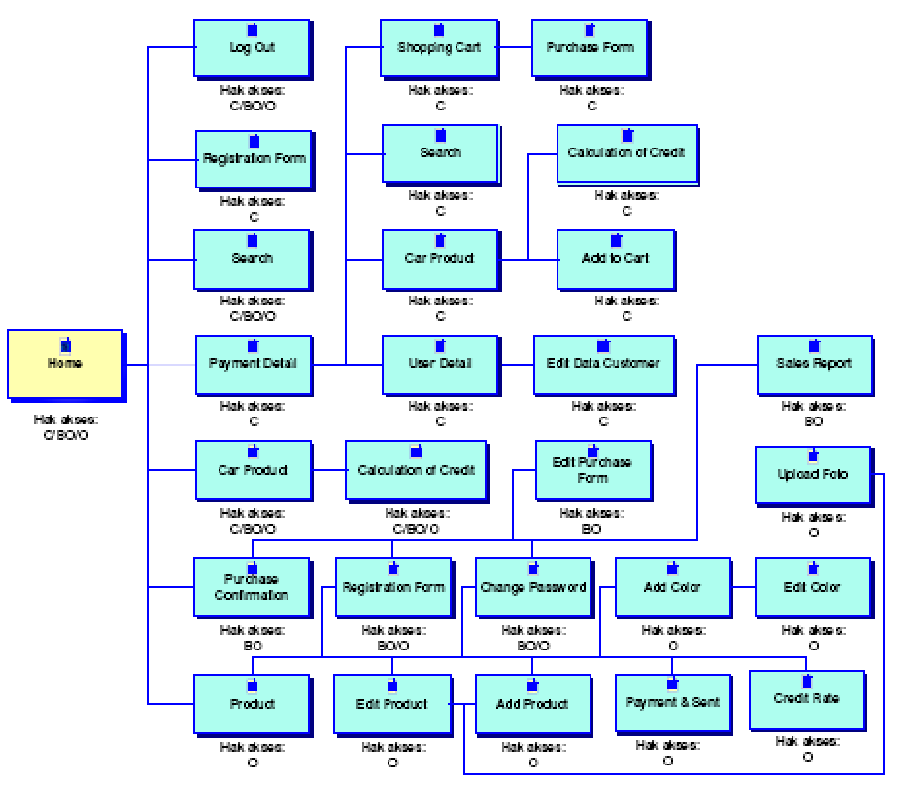 Log Out
Hak akses:
C/BO/O
Shopping Cart
Hak akses:
C
Purchase Form
Hak akses:
C
Registration Form
Hak akses:
C
Search
Hak akses:
C
Calculation of Credit
Hak akses:
C
Search
Hak akses:
C/BO/O
Car Product
Hak akses:
C
Add to Cart
Hak akses:
C
Home
Hak akses:
C/BO/O
Payment Detail
Hak akses:
C
User Detail
Hak akses:
C
Edit Data Customer
Hak akses:
C
Sales Report
Hak akses:
BO
Car Product
Hak akses:
C/BO/O
Calculation of Credit
Hak akses:
C/BO/O
Edit Purchase
Form
Hak akses:
BO
Upload Foto
Hak akses:
O
Purchase
Confirmation
Hak akses:
BO
Registration Form
Hak akses:
BO/O
Change Password
Hak akses:
BO/O
Add Color
Hak akses:
O
Edit Color
Hak akses:
O
Product
Hak akses:
O
Edit Product
Hak akses:
O
Add Product
Hak akses:
O
Payment & Sent
Hak akses:
O
Credit Rate
Hak akses:
O